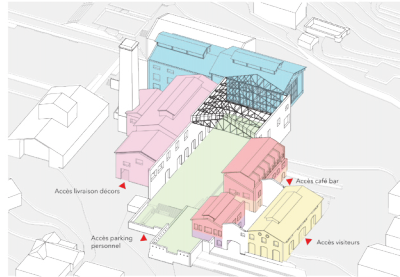 Accès livraison décors
Accès café bar
Accès parking
personnel
Accès visiteurs